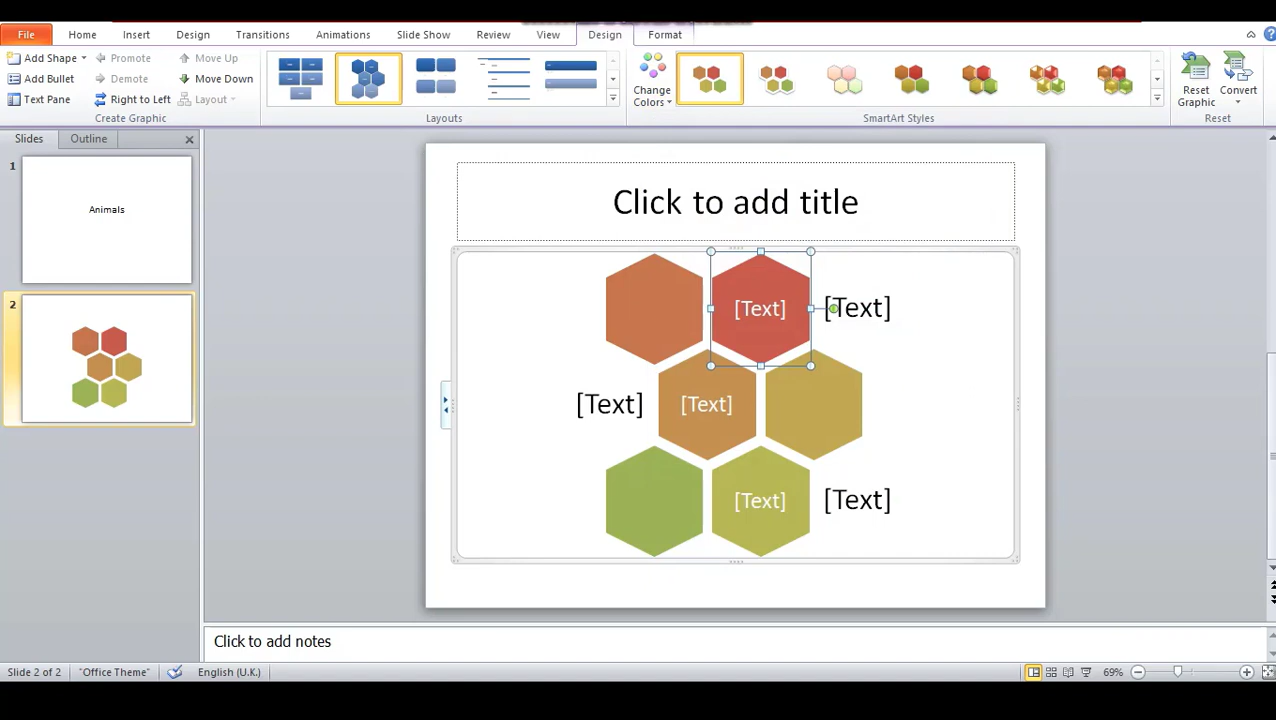 File Home Insert Design Transitions Animations Slide Show Review View Design Format
Add Shape Promote Move Up
Add Bullet Demote Move Down
Text Pane Right to Left Layout
Create Graphic
Layouts
Change Colors
SmartArt Styles
Reset Graphic
Convert
Reset
Slides Outline
1
Animals
2
Click to add title
[Text] [Text]
[Text] [Text]
[Text] [Text]
Click to add notes
Slide 2 of 2 "Office Theme" English (U.K.) 69%